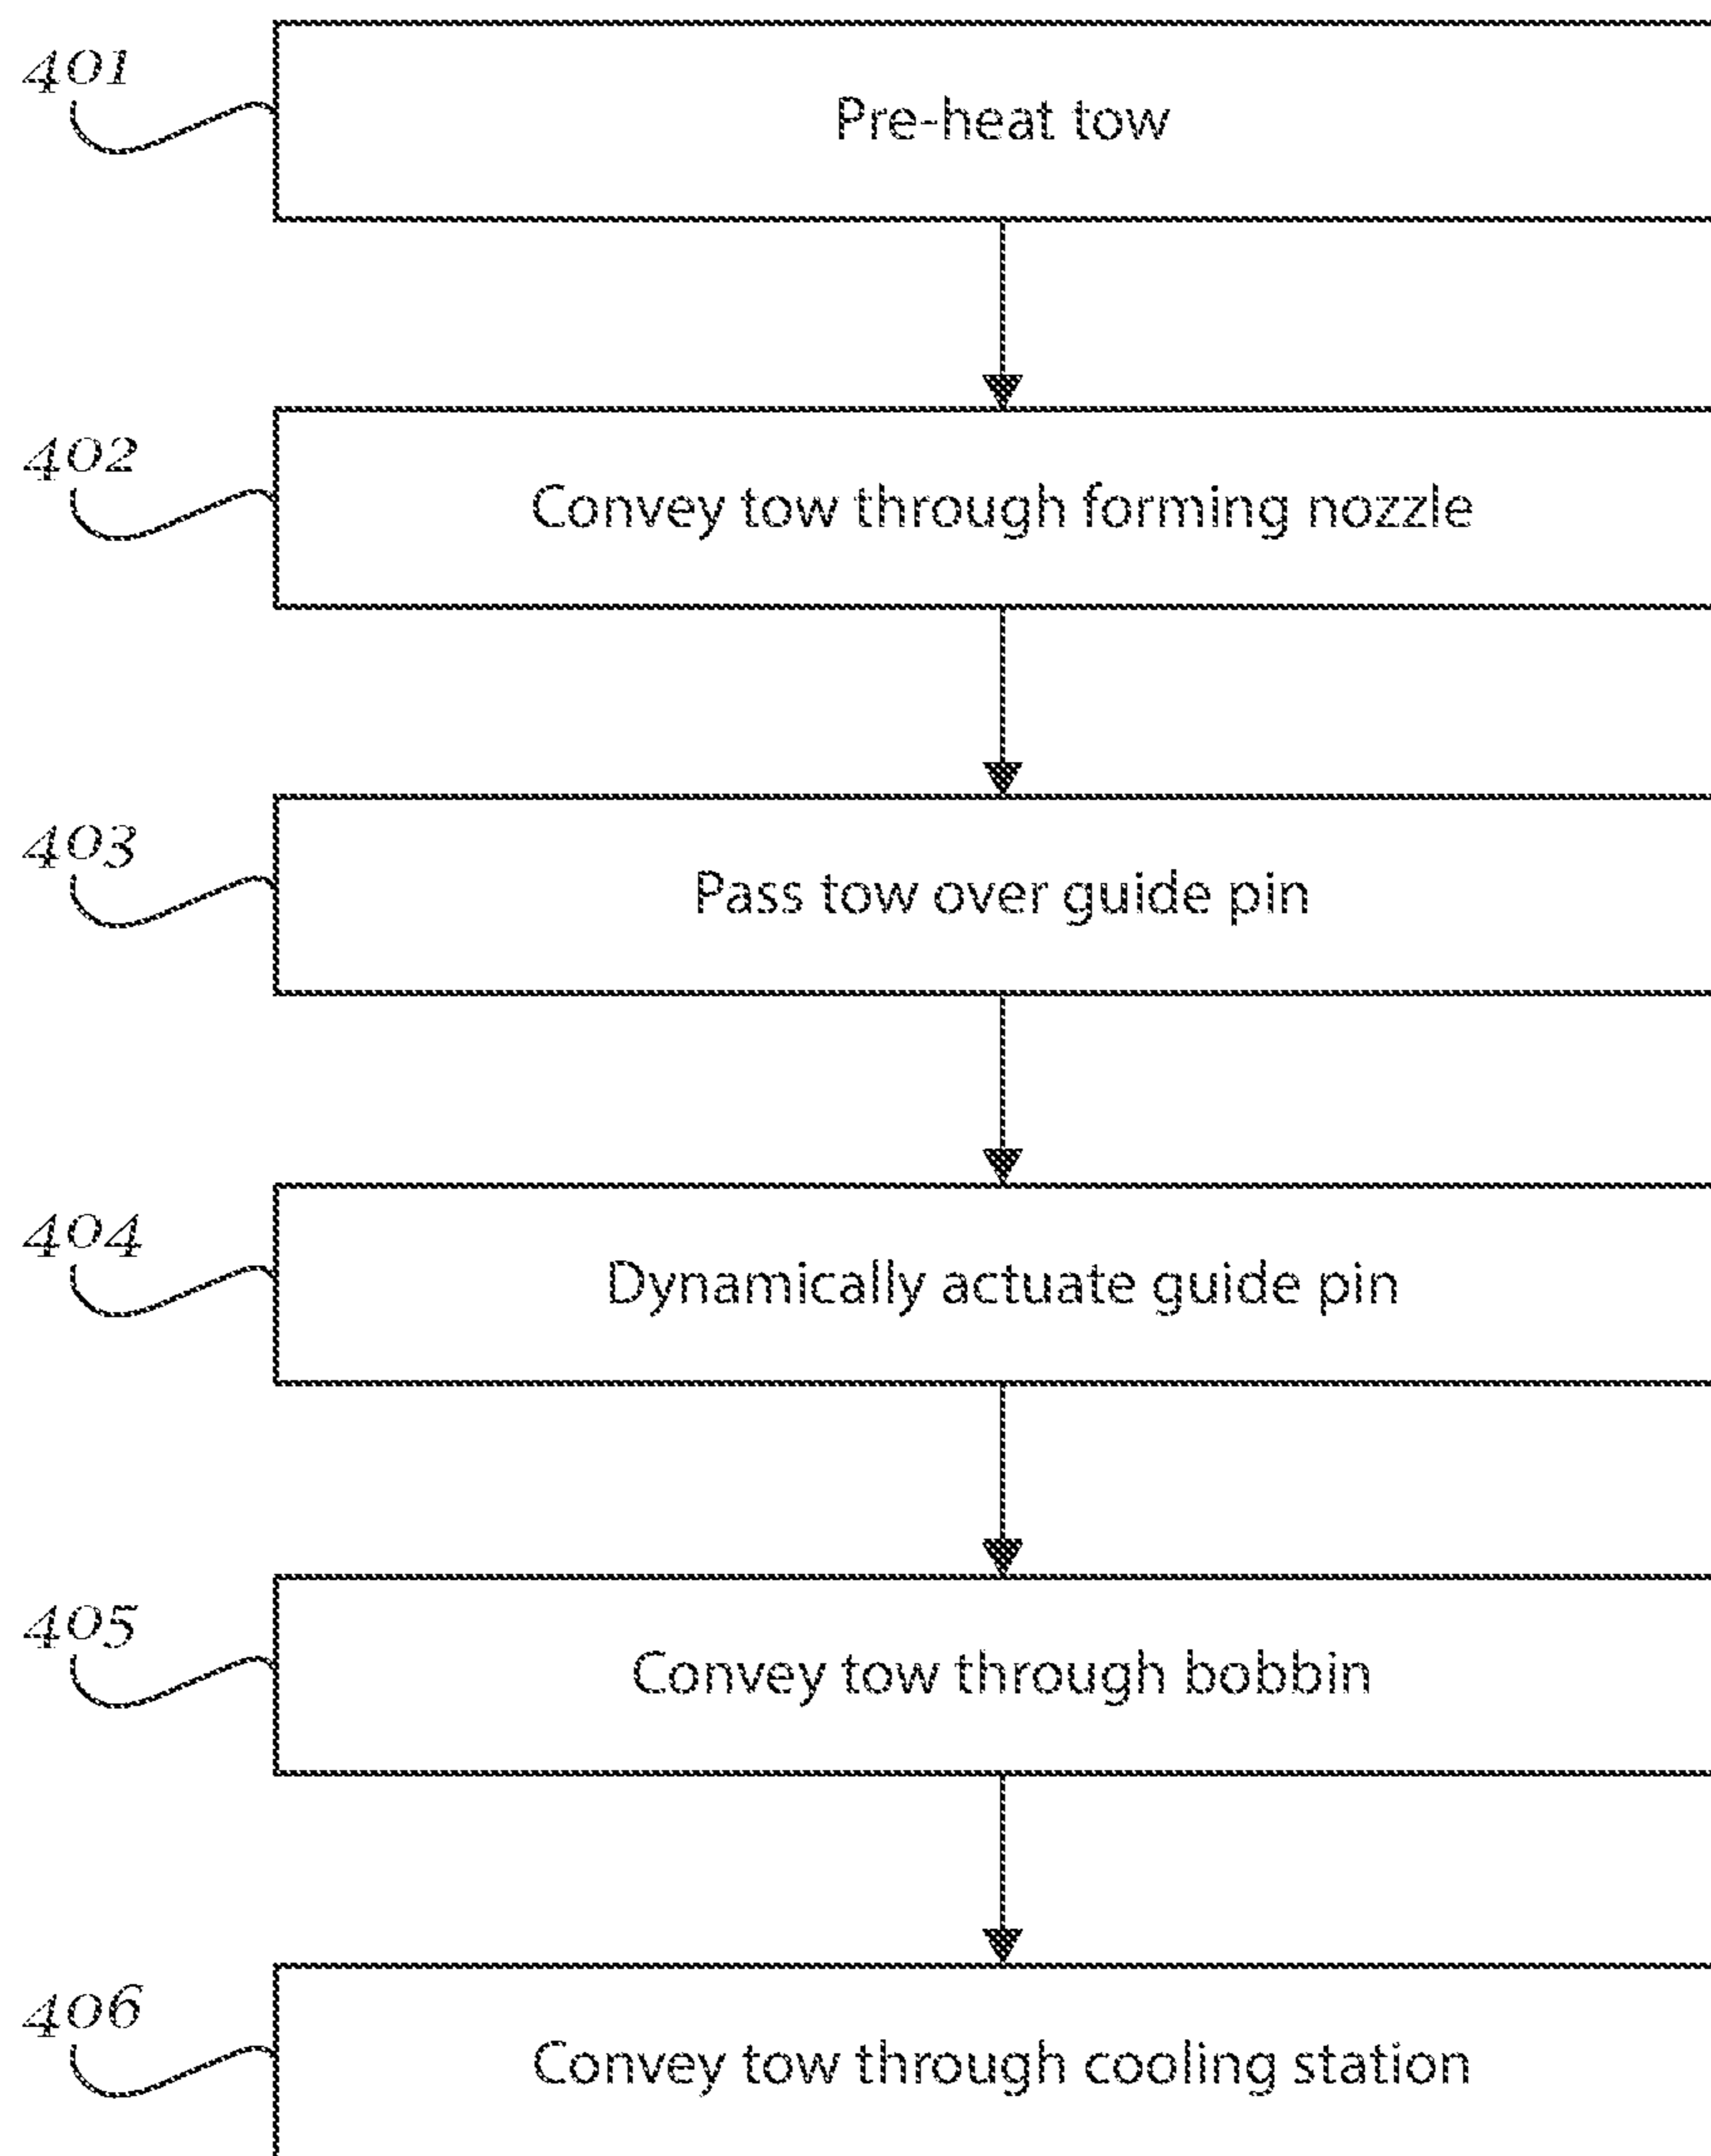 401
Pre-heat tow
402
Convey tow through forming nozzle
403
Pass tow over guide pin
404
Dynamically actuate guide pin
405
Convey tow through bobbin
406
Convey tow through cooling station